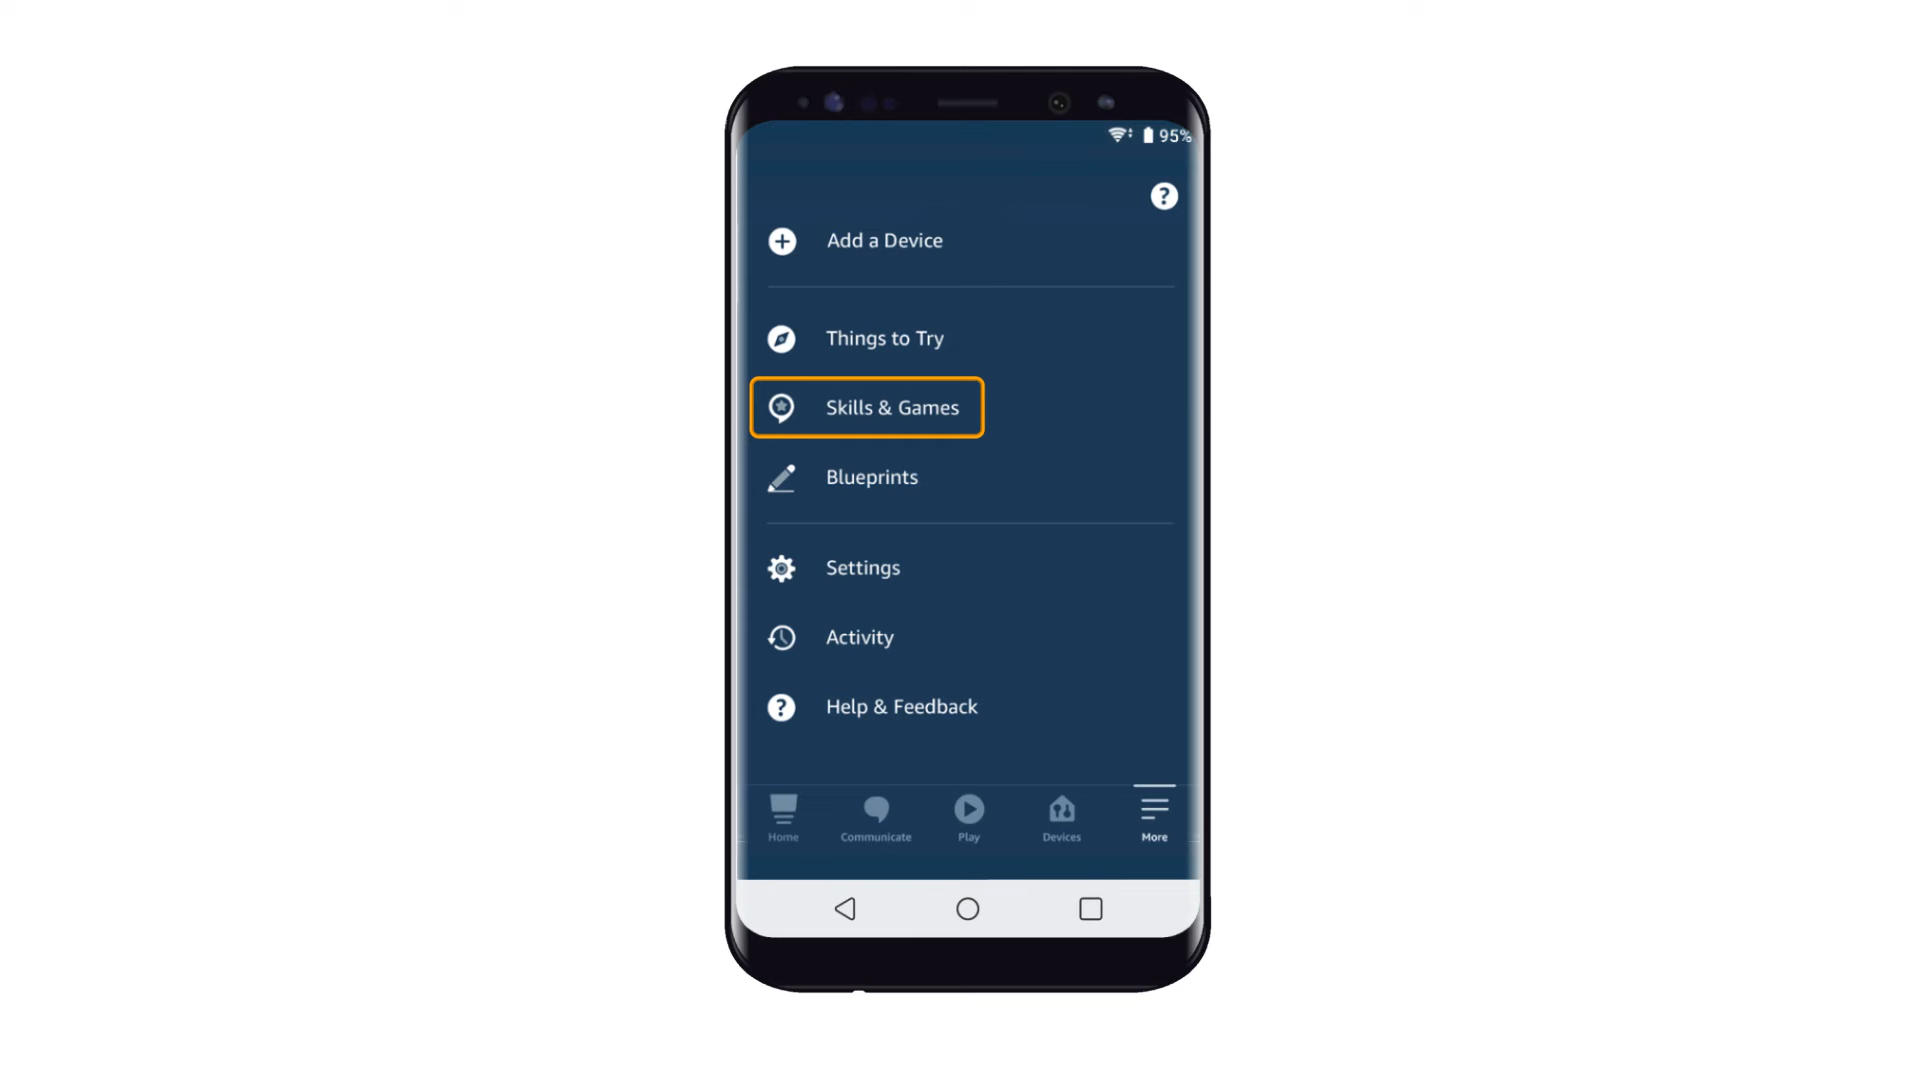 95%
?
Add a Device
Things to Try
Skills & Games
Blueprints
Settings
Activity
? Help & Feedback
Home Communicate Play Devices More